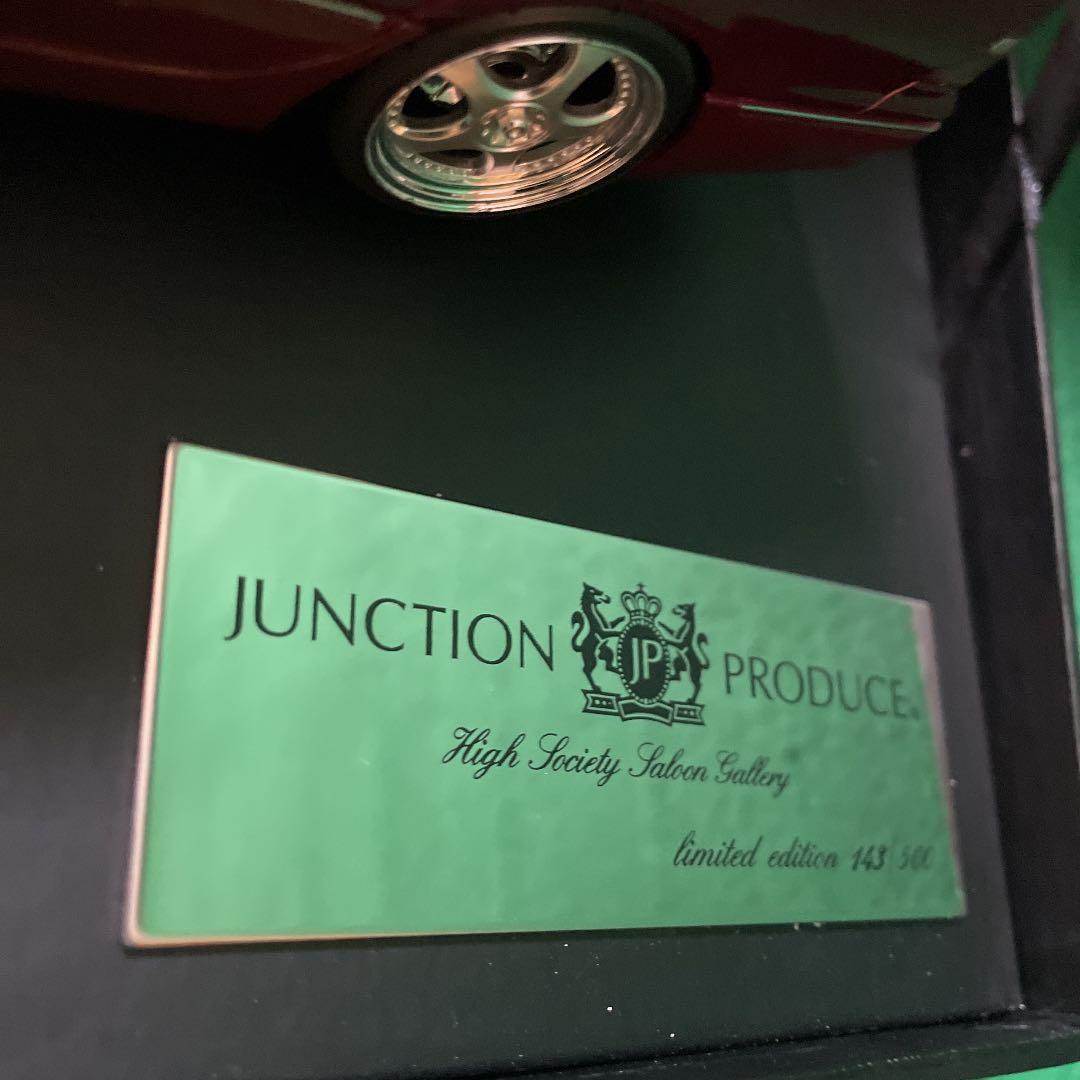 JUNCTION JP PRODUCE
High Society Saloon Gallery
limited edition 143/500